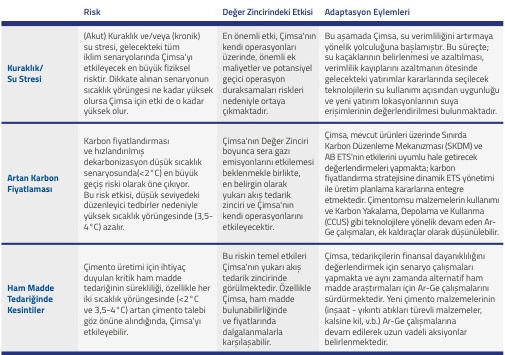 Risk
Değer Zincirindeki Etkisi
Adaptasyon Eylemleri
Kuraklık/
Su Stresi
(Akut) Kuraklık ve/veya (kronik)
su stresi, gelecekteki tüm
iklim senaryolarında Çimsa'yı
etkileyecek en büyük fiziksel
risktir. Dikkate alınan senaryonun
sıcaklık yörüngesi ne kadar yüksek
olursa Çimsa için etki de o kadar
yüksek olur.
En önemli etki, Çimsa'nın
kendi operasyonları
üzerinde, önemli ek
maliyetler ve potansiyel
geçici operasyon
duraksamaları riskleri
nedeniyle ortaya
çıkmaktadır.
Bu aşamada Çimsa, su verimliliğini artırmaya
yönelik yolculuğuna başlamıştır. Bu süreçte;
su kaçaklarının belirlenmesi ve azaltılması,
verimlilik kayıplarını azaltmanın ötesinde
gelecekteki yatırımlar kararlarında seçilecek
teknolojilerin su kullanımı açısından uygunluğu
ve yeni yatırım lokasyonlarının suya
erişimlerinin değerlendirilmesi bulunmaktadır.
Artan Karbon
Fiyatlaması
Karbon fiyatlandırması
ve hızlandırılmış
dekarbonizasyon düşük sıcaklık
senaryosunda(<2°C) en büyük
geçiş riski olarak öne çıkıyor.
Bu risk etkisi, düşük seviyedeki
düzenleyici tedbirler nedeniyle
yüksek sıcaklık yörüngesinde (3,5-
4°C) azalır.
Çimsa'nın Değer Zinciri
boyunca sera gazı
emisyonlarını etkilemesi
beklenmekle birlikte,
en belirgin olarak
yukarı akış tedarik
zinciri ve Çimsa'nın
kendi operasyonlarını
etkileyecektir.
Çimsa, mevcut ürünleri üzerinde Sınırda
Karbon Düzenleme Mekanızması (SKDM) ve
AB ETS'nin etkilerini uyumlu hale getirecek
değerlendirmeleri yapmakta; karbon
fiyatlandırma stratejisine dinamik ETS yönetimi
ile üretim planlama kararlarına entegre
etmektedir. Çimentomsu malzemelerin kullanımı
ve Karbon Yakalama, Depolama ve Kullanma
(CCUS) gibi teknolojilere yönelik devam eden Ar-
Ge çalışmaları, ek kaldıraçlar olarak düşünülebilir.
Ham Madde
Tedariğinde
Kesintiler
Çimento üretimi için ihtiyaç
duyulan kritik ham madde
tedariğinin sürekliliği, özellikle her
iki sıcaklık yörüngesinde (<2°C
ve 3,5-4°C) artan çimento talebi
göz önüne alındığında, Çimsa'yı
etkileyebilir.
Bu riskin temel etkileri
Çimsa'nın yukarı akış
tedarik zincirinde
görülmektedir. Özellikle
Çimsa, ham madde
bulunabilirliğinde
ve fiyatlarında
dalgalanmalarla
karşılaşabilir.
Çimsa, tedarikçilerin finansal dayanıklılığını
değerlendirmek için senaryo çalışmaları
yapmakta ve aynı zamanda alternatif ham
madde araştırmaları için Ar-Ge çalışmalarını
sürdürmektedir. Yeni çimento malzemelerinin
(inşaat - yıkıntı atıkları türevli malzemeler,
kalsine kil, v.b.) Ar-Ge çalışmalarına
devam edilerek uzun vadeli aksiyonlar
belirlenmektedir.